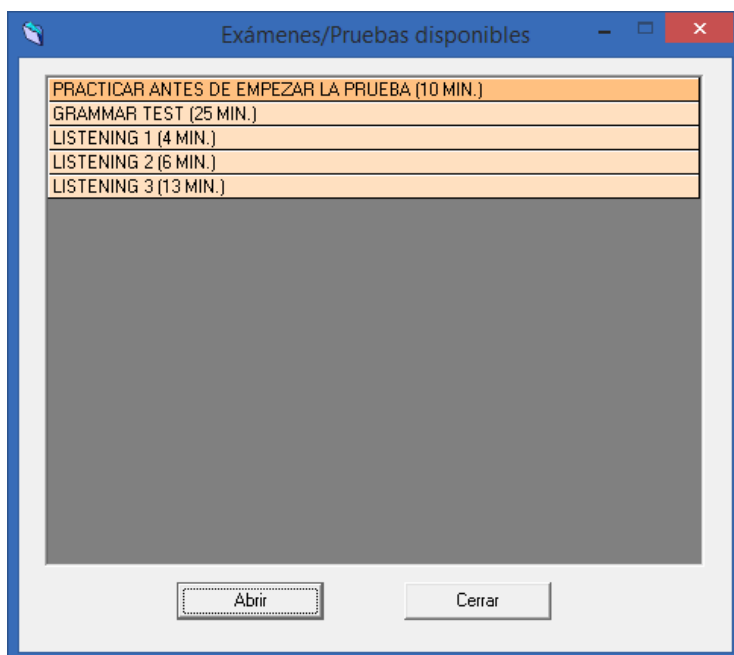 Exámenes/Pruebas disponibles
PRACTICAR ANTES DE EMPEZAR LA PRUEBA (10 MIN.)
GRAMMAR TEST (25 MIN.)
LISTENING 1 (4 MIN.)
LISTENING 2 (6 MIN.)
LISTENING 3 (13 MIN.)
Abrir Cerrar